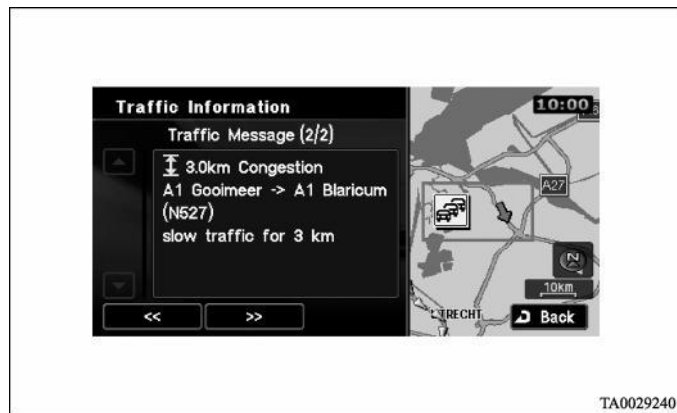 Traffic Information
Traffic Message (2/2)
3.0km Congestion
A1 Gooimeer -> A1 Blaricum
(N527)
slow traffic for 3 km
<< >>
10:00
A27
10km
UTRECHT
Back
TA0029240